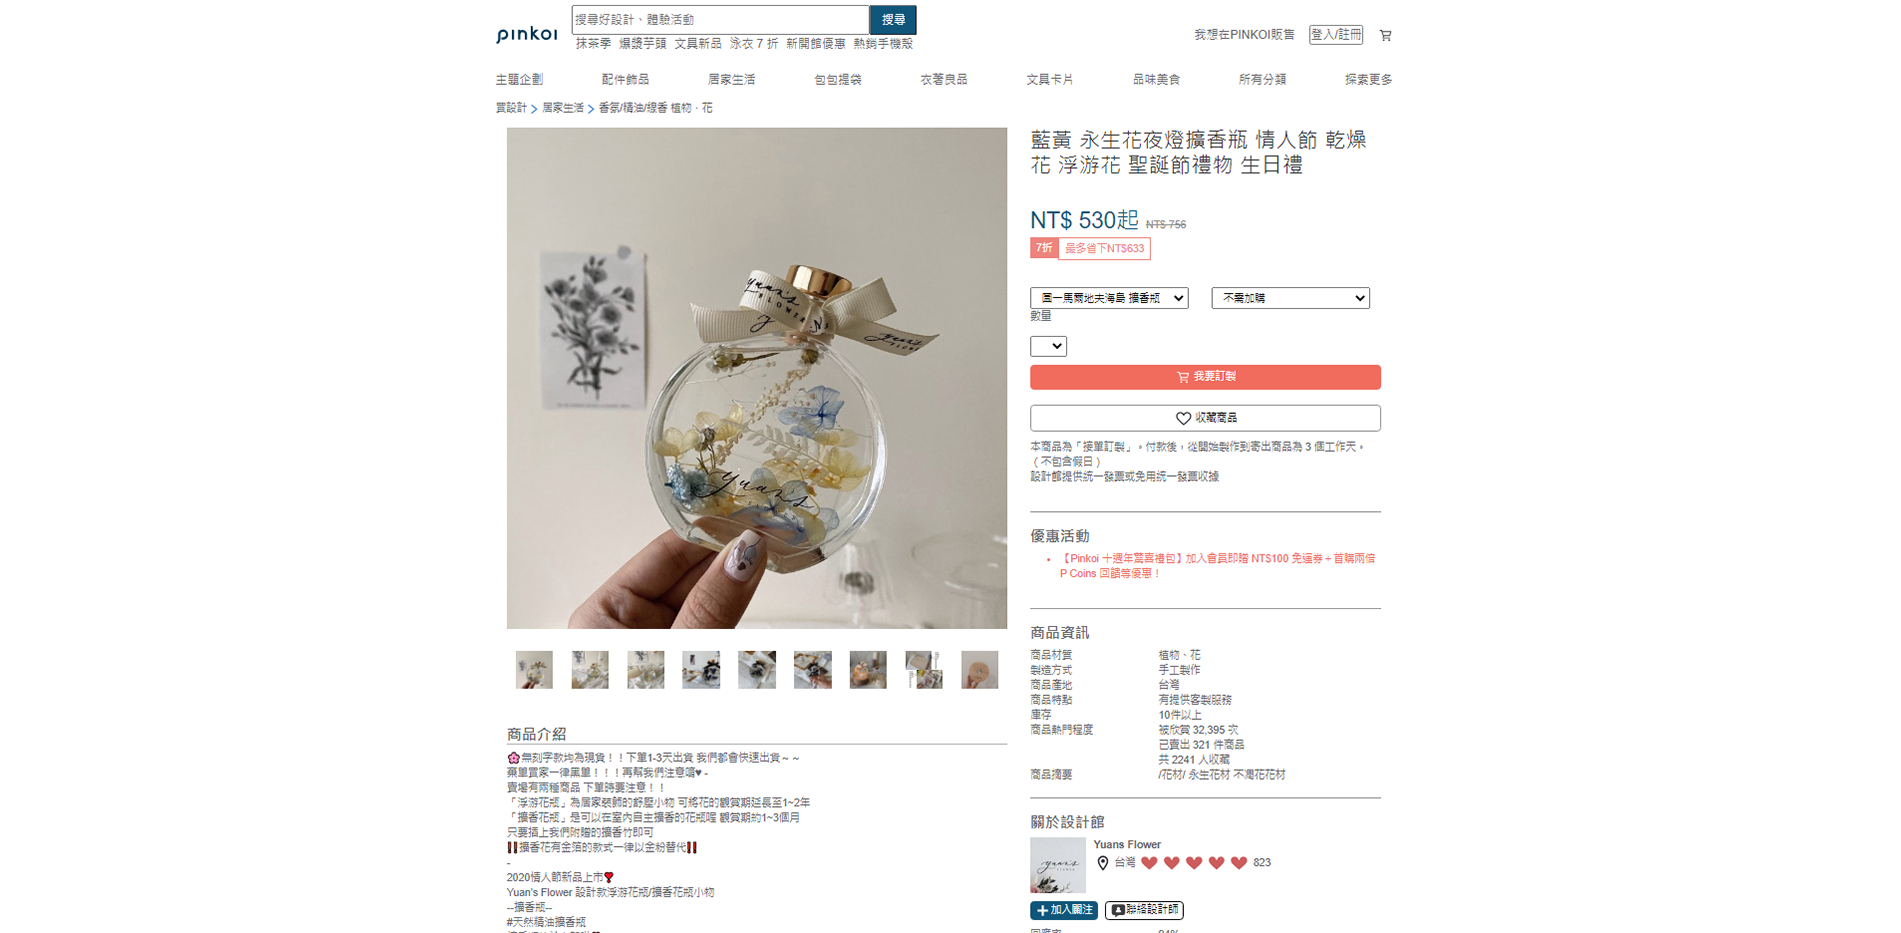 pinkoi
搜尋好設計、體驗活動
搜尋
抹茶季 爆漿芋頭 文具新品 泳衣 7 折 新開館優惠 熱銷手機殼
我想在PINKOI販售
登入/註冊
主題企劃 配件飾品 居家生活 包包提袋 衣著良品 文具卡片 品味美食 所有分類 探索更多
買設計 居家生活 香氛/精油/線香 植物．花
藍黃 永生花夜燈擴香瓶 情人節 乾燥
花 浮游花 聖誕節禮物 生日禮
NT$ 530起 NT$ 756
7折 最多省下NT$633
圓一馬爾地夫海島 擴香瓶 不需加購
數量
我要訂製
收藏商品
本商品為「接單訂製」。付款後，從開始製作到寄出商品為 3 個工作天。
（不包含假日）
設計館提供統一發票或免用統一發票收據
優惠活動
【Pinkoi 十週年驚喜禮包】加入會員即贈 NT$100 免運券＋首購兩倍
P Coins 回饋等優惠！
商品資訊
商品材質 植物、花
製造方式 手工製作
商品產地 台灣
商品特點 有提供客製服務
庫存 10件以上
商品熱門程度 被欣賞 32,395 次
已賣出 321 件商品
共 2241 人收藏
商品摘要 /花材/ 永生花材 不凋花花材
關於設計館
Yuans Flower
台灣 823
加入關注 聯絡設計師
回應率 94%
yuan's
FLOWER
yuan's
FLOWER
商品介紹
🌸無刻字款均為現貨！！下單1-3天出貨 我們都會快速出貨～～
棄單買家一律黑單！！！再幫我們注意唷♥ -
賣場有兩種商品 下單時要注意！！
「浮游花瓶」為居家裝飾的舒壓小物 可將花的觀賞期延長至1~2年
「擴香花瓶」是可以在室內自主擴香的花瓶喔 觀賞期約1~3個月
只要插上我們附贈的擴香竹即可
‼️擴香花有金箔的款式一律以金粉替代‼️
-
2020情人節新品上市❣️
Yuan's Flower 設計款浮游花瓶/擴香花瓶小物
--擴香瓶--
#天然精油擴香瓶